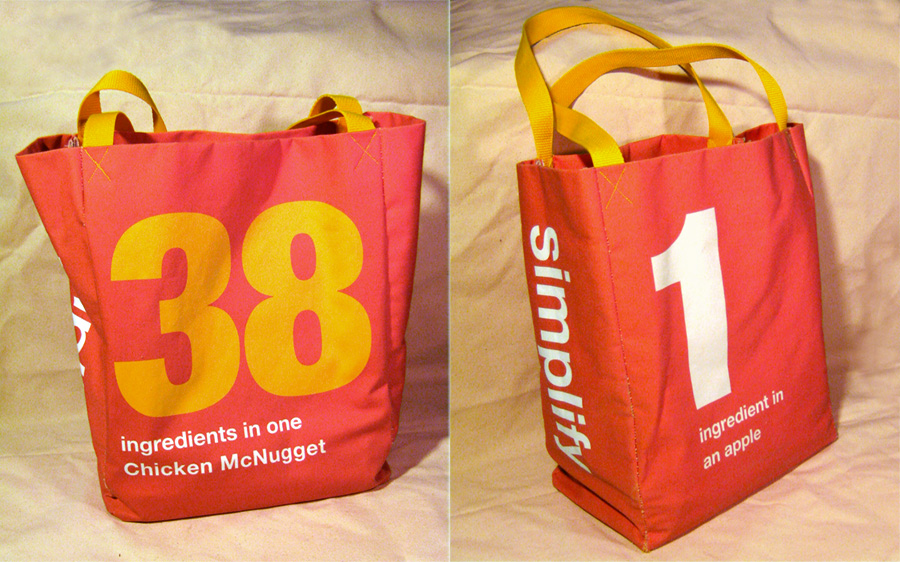 38
ingredients in one
Chicken McNugget
simplify
1
ingredient in
an apple